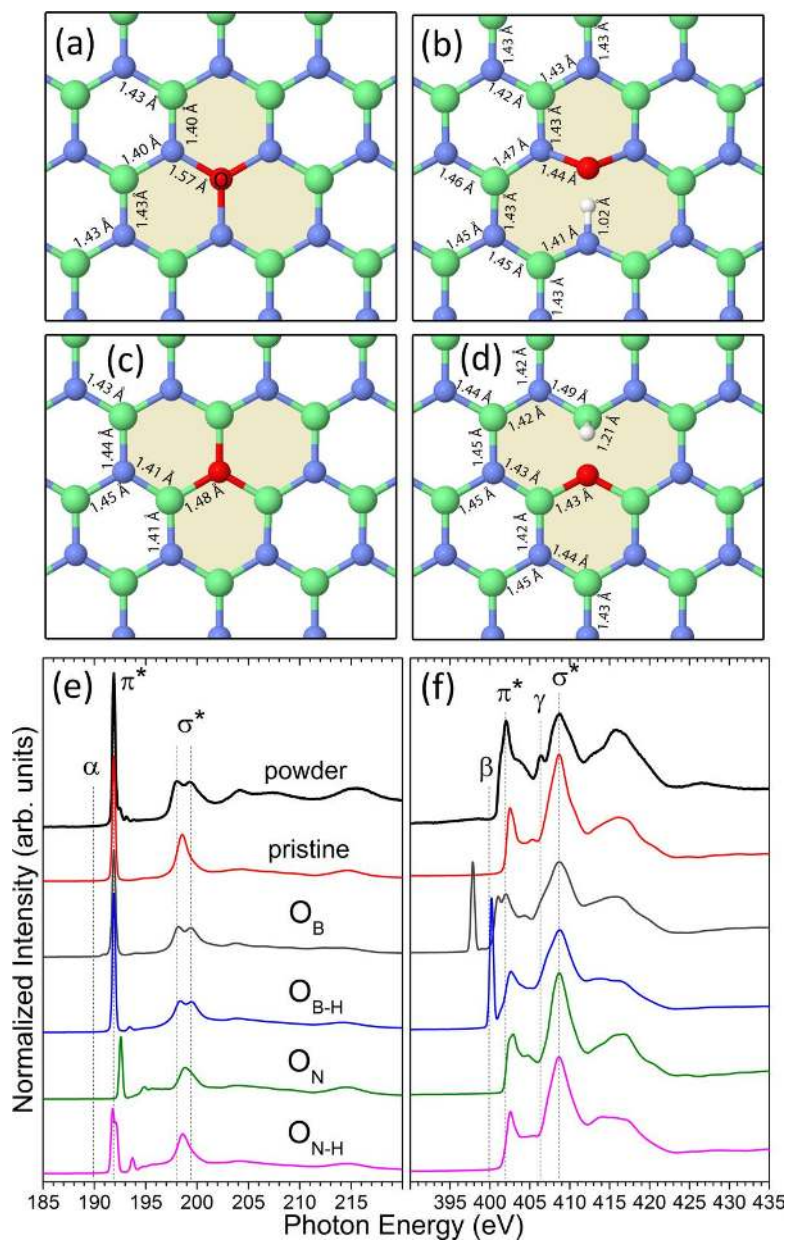 (a)
1.43 Å
1.40 Å
1.40 Å
1.57 Å
O
1.43Å
1.43 Å
(b)
1.43 Å
1.43 Å
1.43 Å
1.42 Å
1.43 Å
1.47 Å
1.44 Å
1.46 Å
1.43 Å
1.02 Å
1.45 Å
1.41 Å
1.45 Å
1.43 Å
(c)
1.43 Å
1.44 Å
1.41 Å
1.45 Å
1.48 Å
1.41 Å
(d)
1.42 Å
1.44 Å
1.49 Å
1.42 Å
1.21 Å
1.45 Å
1.43 Å
1.45 Å
1.43 Å
1.42 Å
1.44 Å
1.45 Å
1.43 Å
(e)
π*
σ*
α
powder
pristine
O_B
O_B-H
O_N
O_N-H
185 190 195 200 205 210 215
(f)
π*
γ
σ*
β
395 400 405 410 415 420 425 430 435
Normalized Intensity (arb. units)
Photon Energy (eV)